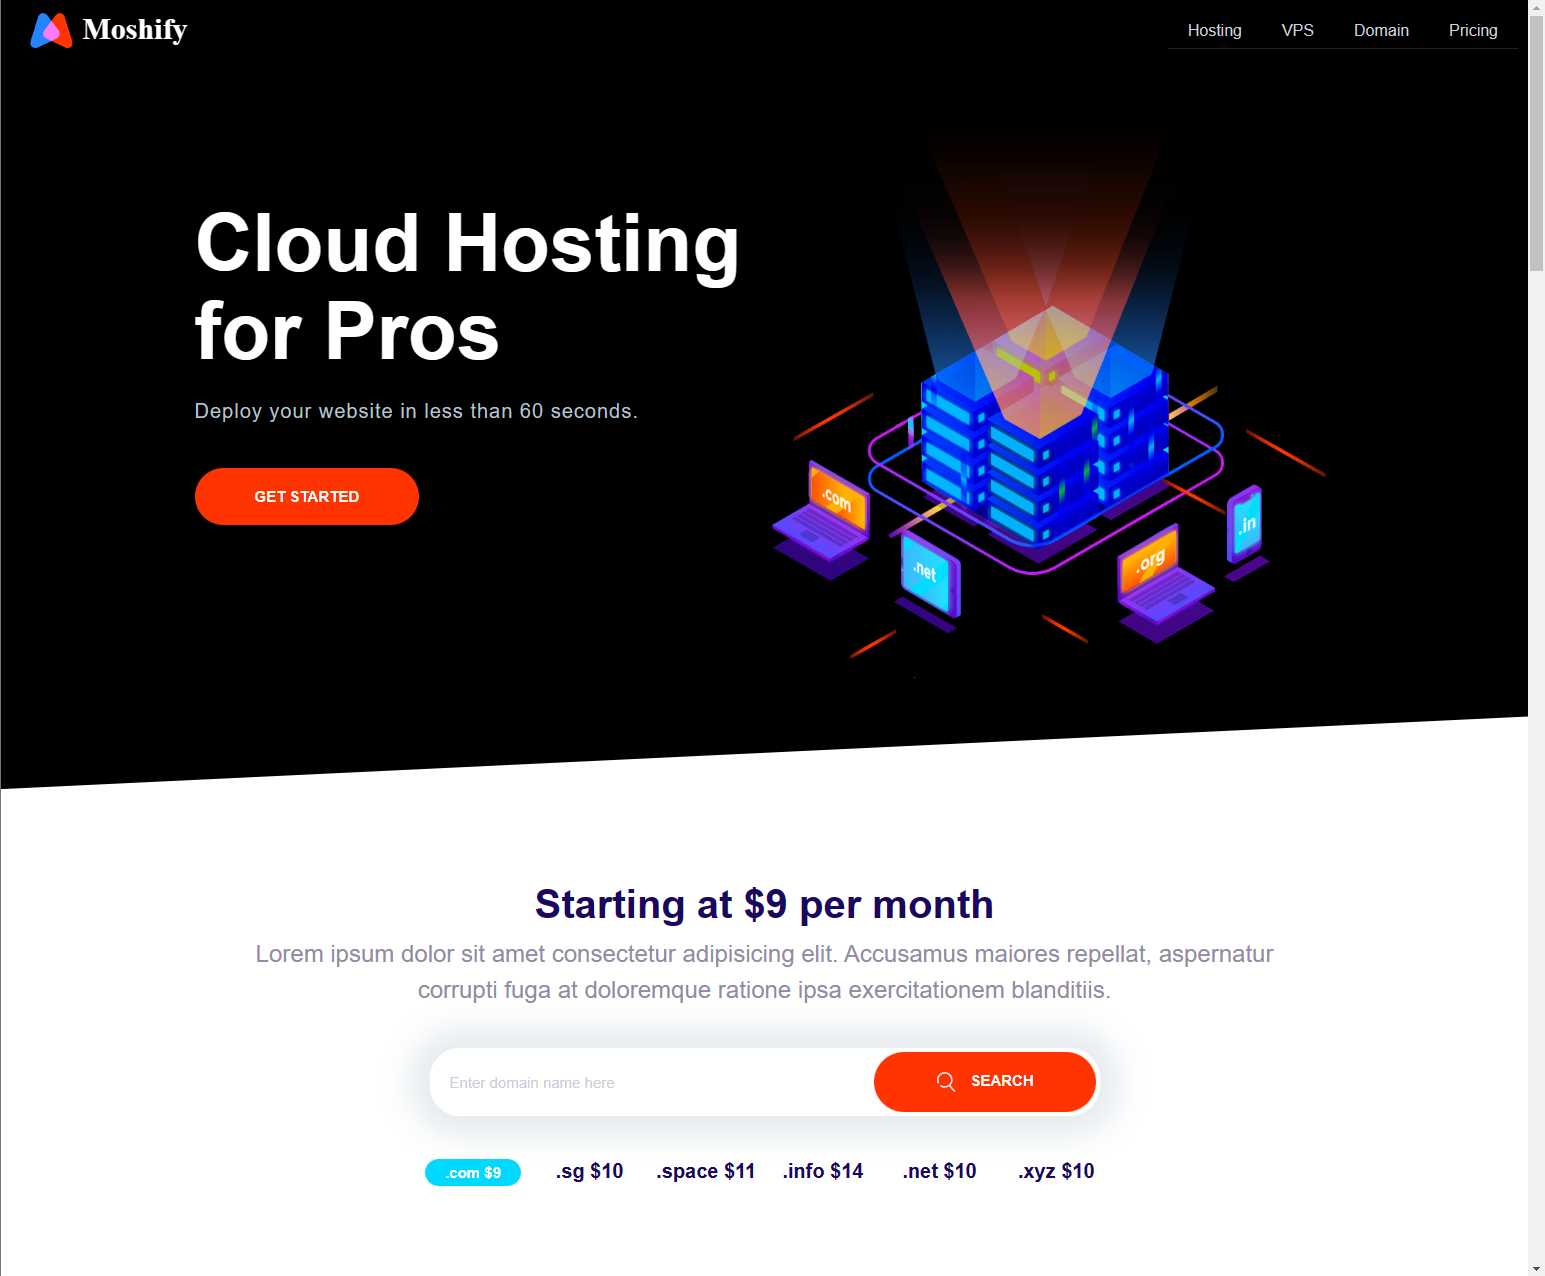 Moshify
Hosting VPS Domain Pricing
Cloud Hosting
for Pros
Deploy your website in less than 60 seconds.
GET STARTED
.com
.net
.org
.in
Starting at $9 per month
Lorem ipsum dolor sit amet consectetur adipisicing elit. Accusamus maiores repellat, aspernatur
corrupti fuga at doloremque ratione ipsa exercitationem blanditiis.
Enter domain name here
SEARCH
.com $9 .sg $10 .space $11 .info $14 .net $10 .xyz $10